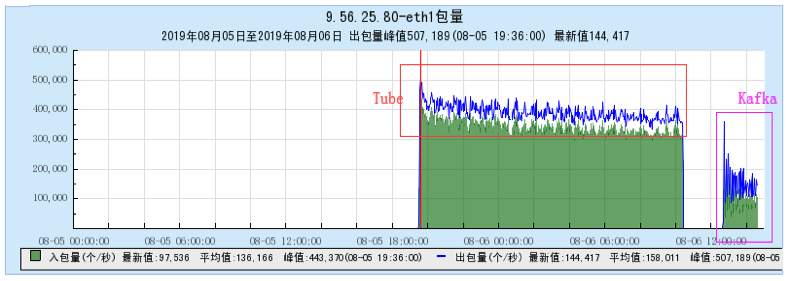 9.56.25.80-eth1包量
2019年08月05日至2019年08月06日 出包量峰值507,189(08-05 19:36:00) 最新值144,417
600,000
500,000
400,000
300,000
200,000
100,000
Tube
Kafka
08-05 00:00:00 08-05 06:00:00 08-05 12:00:00 08-05 18:00:00 08-06 00:00:00 08-06 06:00:00 08-06 12:00:00
入包量(个/秒) 最新值:97,536 平均值:136,166 峰值:443,370(08-05 19:36:00) 出包量(个/秒) 最新值:144,417 平均值:158,011 峰值:507,189(08-05